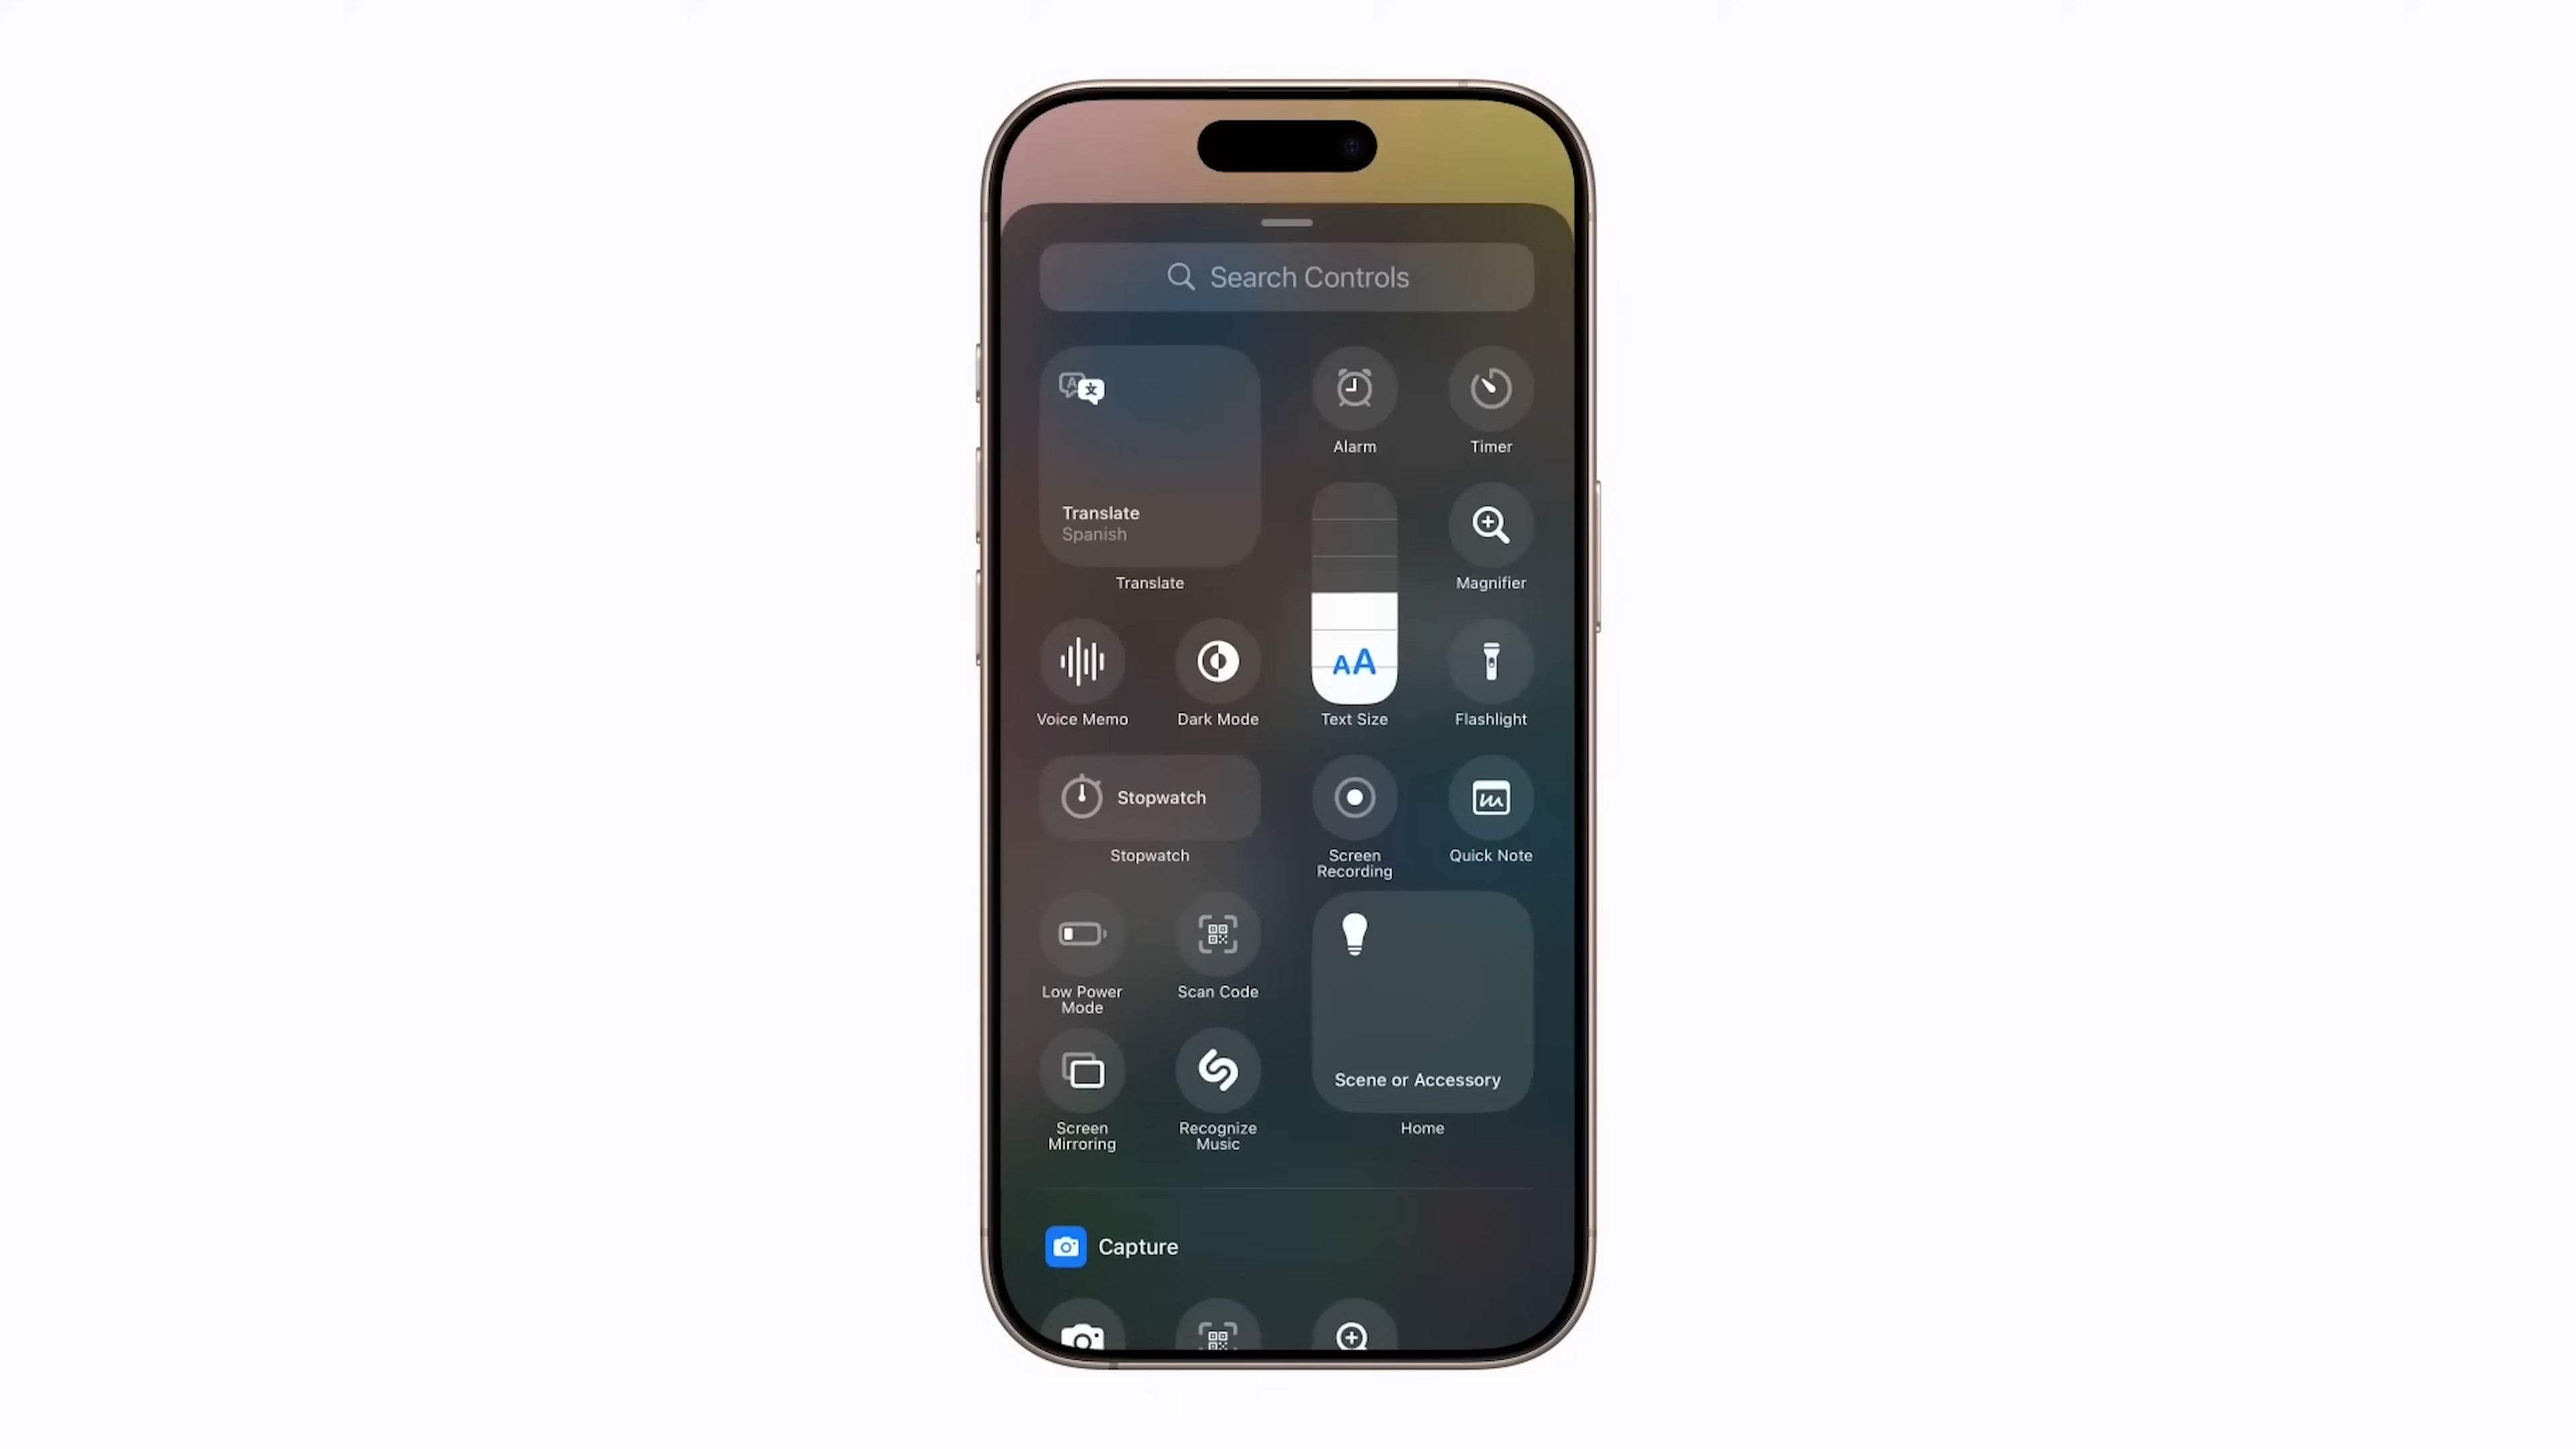 Search Controls
Alarm
Timer
Translate
Spanish
Translate
Magnifier
AA
Voice Memo
Dark Mode
Text Size
Flashlight
Stopwatch
Stopwatch
Screen
Recording
Quick Note
Low Power
Mode
Scan Code
Scene or Accessory
Screen
Mirroring
Recognize
Music
Home
Capture